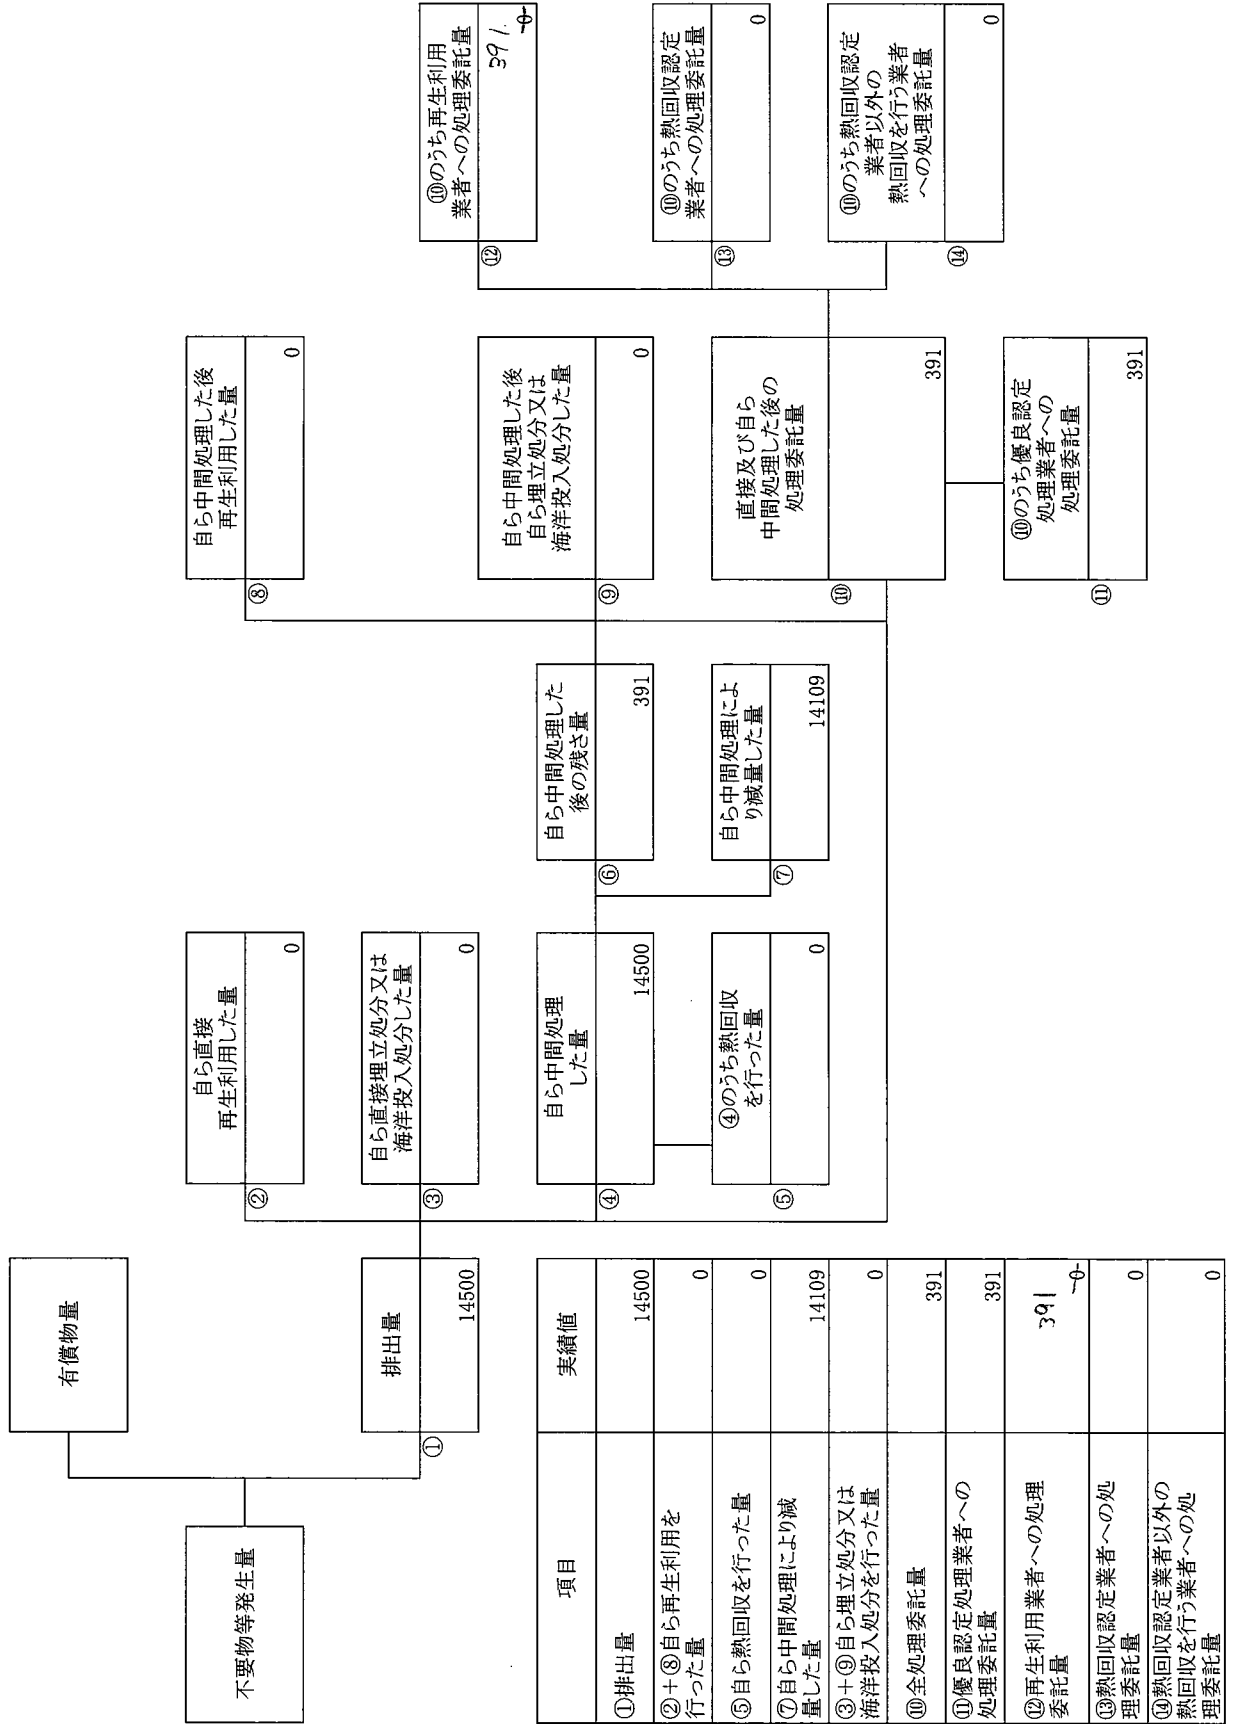 有償物量
不要物等発生量
排出量
①
14500
自ら直接
再生利用した量
②
0
自ら直接埋立処分又は
海洋投入処分した量
③
0
自ら中間処理
した量
④
14500
④のうち熱回収
を行った量
⑤
0
自ら中間処理した
後の残さ量
⑥
391
自ら中間処理によ
り減量した量
⑦
14109
自ら中間処理した後
再生利用した量
⑧
0
自ら中間処理した後
自ら埋立処分又は
海洋投入処分した量
⑨
0
直接及び自ら
中間処理した後の
処理委託量
⑩
391
⑩のうち優良認定
処理業者への
処理委託量
⑪
391
⑩のうち再生利用
業者への処理委託量
⑫
391
0
⑩のうち熱回収認定
業者への処理委託量
⑬
0
⑩のうち熱回収認定
業者以外の
熱回収を行う業者
への処理委託量
⑭
0
項目 実績値
①排出量 14500
②+⑧自ら再生利用を
行った量 0
⑤自ら熱回収を行った量 0
⑦自ら中間処理により減
量した量 14109
③+⑨自ら埋立処分又は
海洋投入処分を行った量 0
⑩全処理委託量 391
⑪優良認定処理業者への
処理委託量 391
⑫再生利用業者への処理
委託量 391 0
⑬熱回収認定業者への処
理委託量 0
⑭熱回収認定業者以外の
熱回収を行う業者への処
理委託量 0